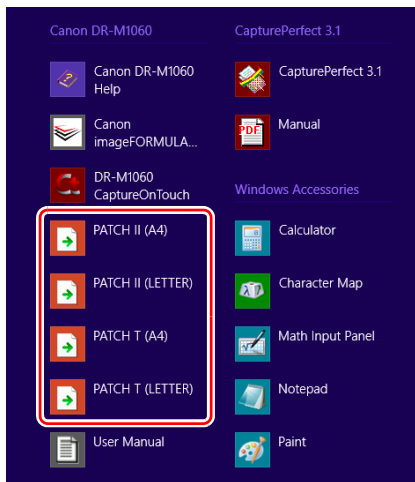 Canon DR-M1060
Canon DR-M1060
Help
Canon
imageFORMULA...
DR-M1060
CaptureOnTouch
PATCH II (A4)
PATCH II (LETTER)
PATCH T (A4)
PATCH T (LETTER)
User Manual
CapturePerfect 3.1
CapturePerfect 3.1
PDF
Manual
Windows Accessories
Calculator
Character Map
Math Input Panel
Notepad
Paint